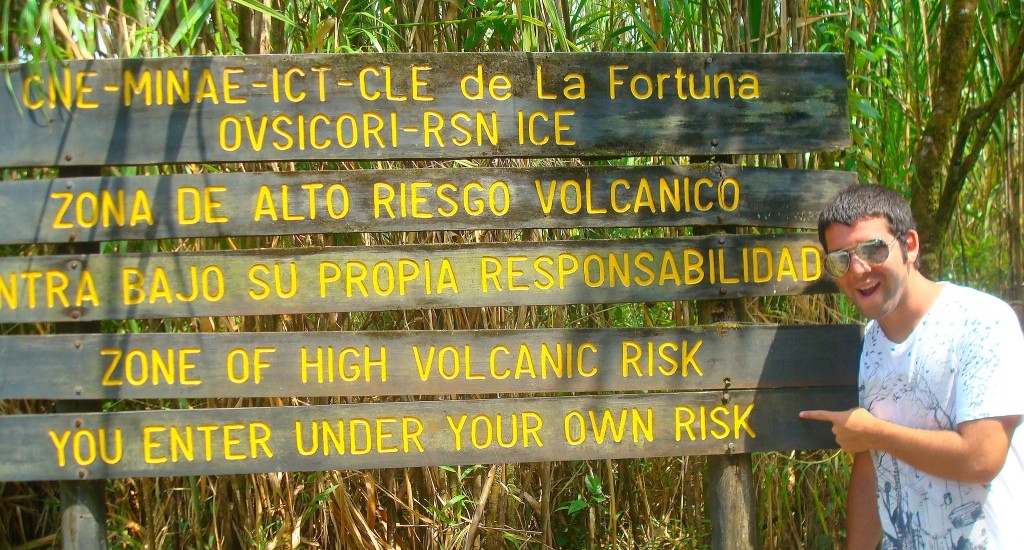 CNE-MINAE-ICT-CLE de La Fortuna
OVSICORI-RSN ICE
ZONA DE ALTO RIESGO VOLCANICO
NTRA BAJO SU PROPIA RESPONSABILIDAD
ZONE OF HIGH VOLCANIC RISK
YOU ENTER UNDER YOUR OWN RISK